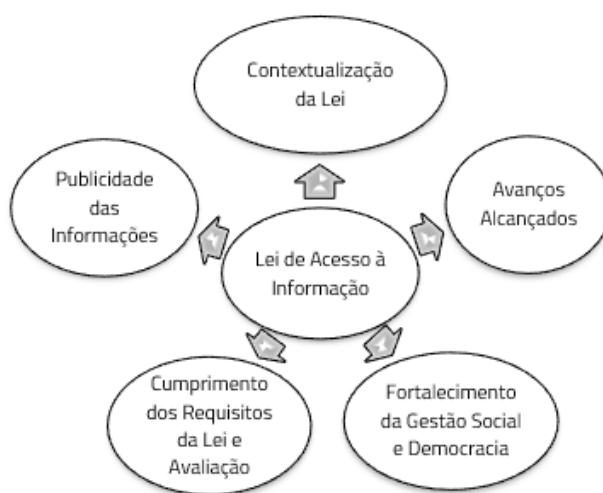 Contextualização
da Lei
Publicidade
das
Informações
Avanços
Alcançados
Lei de Acesso à
Informação
Cumprimento
dos Requisitos
da Lei e
Avaliação
Fortalecimento
da Gestão Social
e Democracia